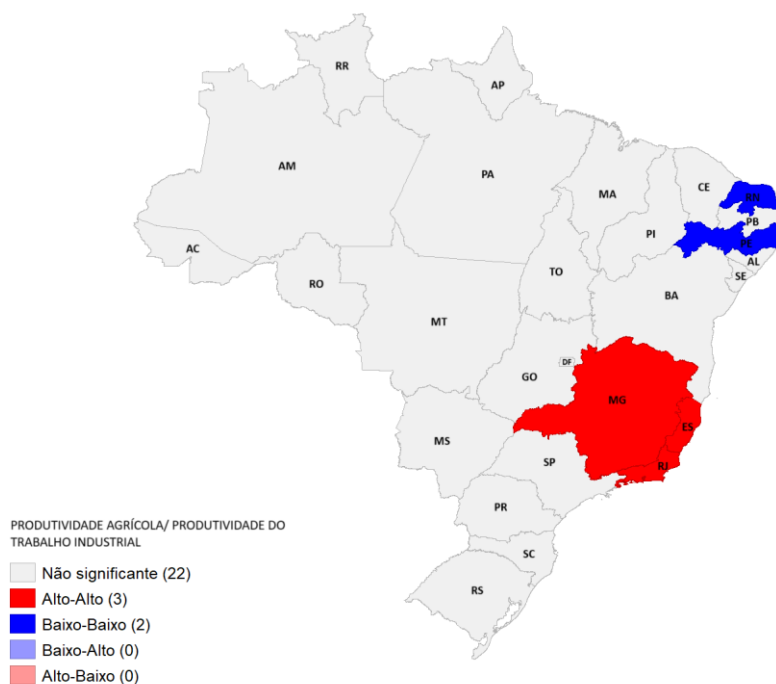 RR
AP
AM
PA
MA
CE
RN
PB
PI
PE
AL
AC
SE
TO
RO
BA
MT
DF
GO
MG
ES
MS
SP
RJ
PR
SC
RS
PRODUTIVIDADE AGRÍCOLA/ PRODUTIVIDADE DO
TRABALHO INDUSTRIAL
Não significante (22)
Alto-Alto (3)
Baixo-Baixo (2)
Baixo-Alto (0)
Alto-Baixo (0)